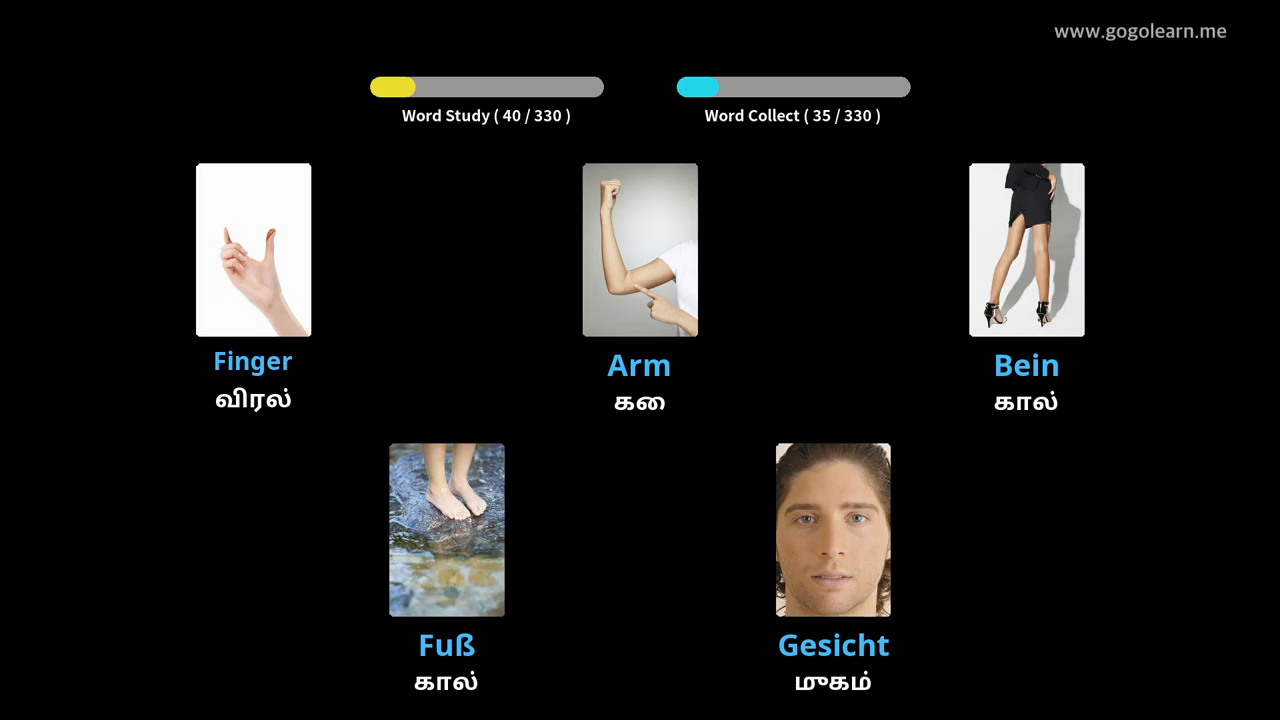 www.gogolearn.me
Word Study ( 40 / 330 )
Word Collect ( 35 / 330 )
Finger
விரல்
Arm
கை
Bein
கால்
Fuß
கால்
Gesicht
முகம்